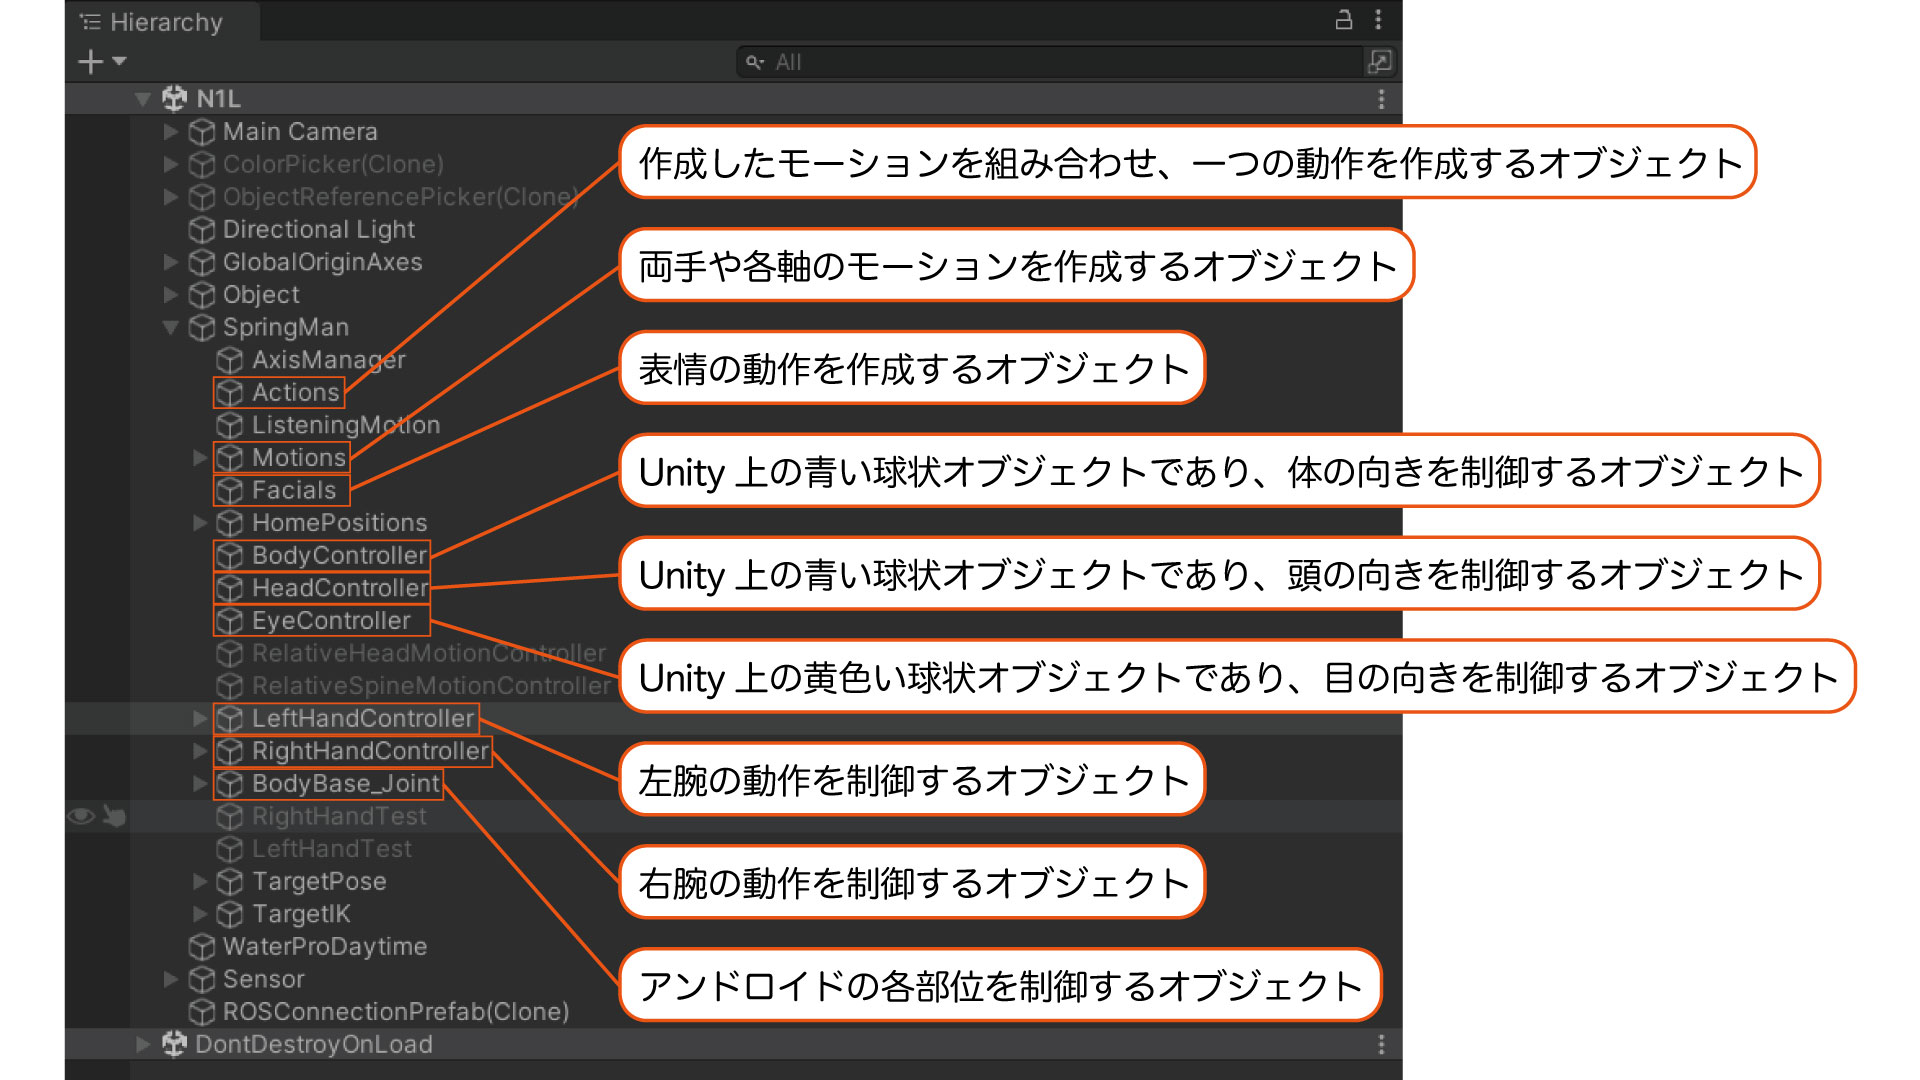 Hierarchy
All
N1L
Main Camera
作成したモーションを組み合わせ、一つの動作を作成するオブジェクト
ColorPicker(Clone)
ObjectReferencePicker(Clone)
Directional Light
両手や各軸のモーションを作成するオブジェクト
GlobalOriginAxes
Object
SpringMan
AxisManager
表情の動作を作成するオブジェクト
Actions
ListeningMotion
Motions
Unity 上の青い球状オブジェクトであり、体の向きを制御するオブジェクト
Facials
HomePositions
BodyController
Unity 上の青い球状オブジェクトであり、頭の向きを制御するオブジェクト
HeadController
EyeController
RelativeHeadMotionController
Unity 上の黄色い球状オブジェクトであり、目の向きを制御するオブジェクト
RelativeSpineMotionController
LeftHandController
RightHandController
左腕の動作を制御するオブジェクト
BodyBase_Joint
RightHandTest
LeftHandTest
右腕の動作を制御するオブジェクト
TargetPose
TargetIK
WaterProDaytime
アンドロイドの各部位を制御するオブジェクト
Sensor
ROSConnectionPrefab(Clone)
DontDestroyOnLoad